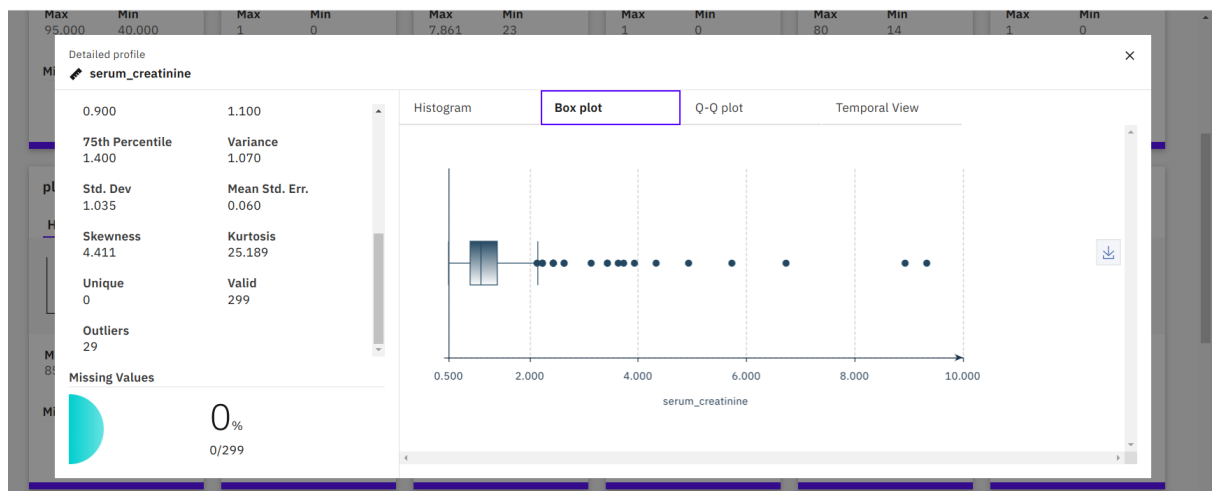 Max Min Max Min Max Min Max Min Max Min Max Min
95.000 40.000 1 0 7.861 23 1 0 80 14 1 0
Detailed profile
Mi
serum_creatinine
0.900 1.100
75th Percentile Variance
1.400 1.070
Std. Dev Mean Std. Err.
1.035 0.060
Skewness Kurtosis
4.411 25.189
Unique Valid
0 299
Outliers
29
Missing Values
0%
0/299
pl
H
M
Mi
Histogram Box plot Q-Q plot Temporal View
0.500 2.000 4.000 6.000 8.000 10.000
serum_creatinine